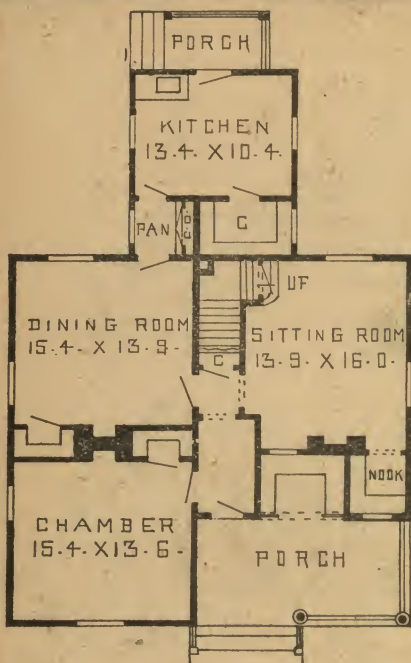 PORCH
KITCHEN
13.4. X 10.4.
PAN
C
UF
DINING ROOM
15.4. X 13.9.
SITTING ROOM
13.9. X 16.0.
C
NOOK
CHAMBER
15.4. X 13.6.
PORCH